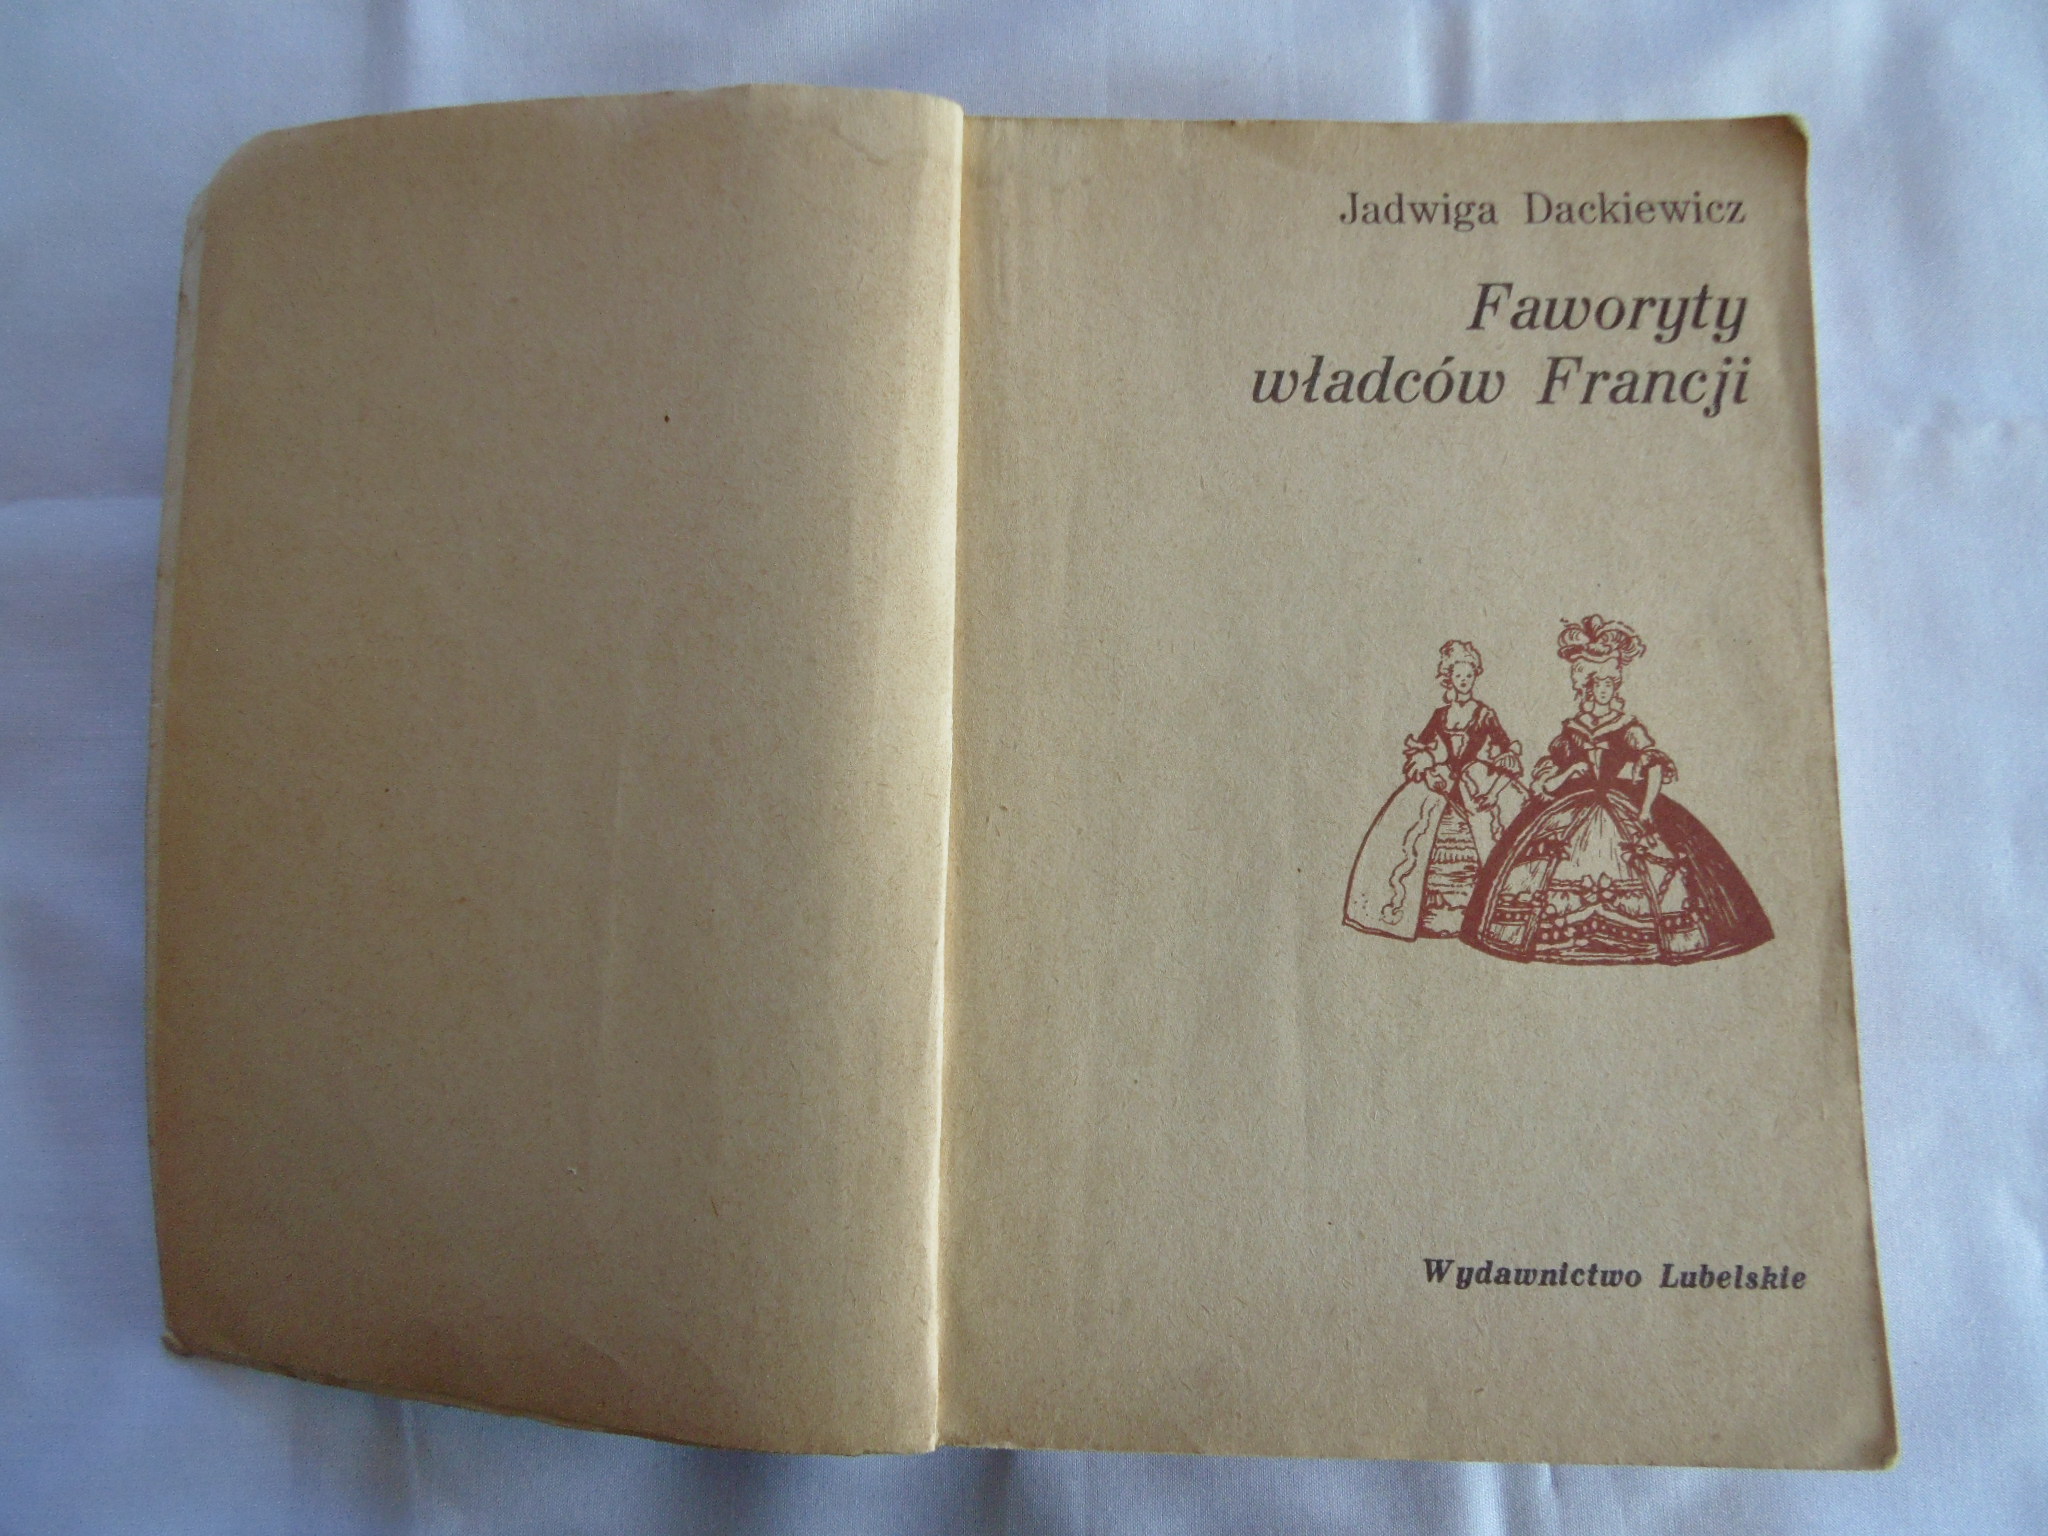 Jadwiga Dackiewicz
Faworyty
władców Francji
Wydawnictwo Lubelskie